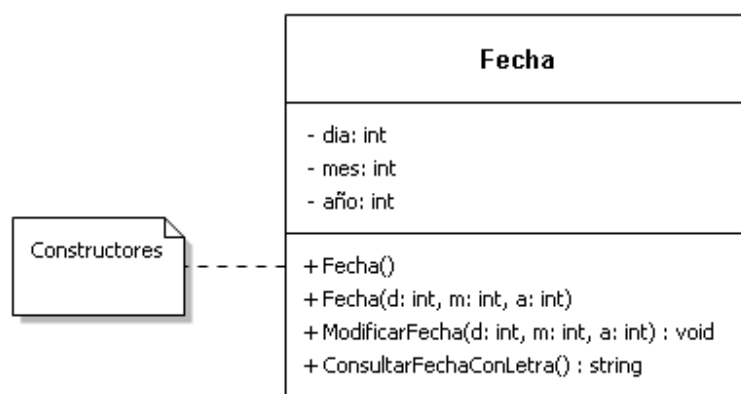 Fecha
- dia: int
- mes: int
- año: int
Constructores
+ Fecha()
+ Fecha(d: int, m: int, a: int)
+ ModificarFecha(d: int, m: int, a: int) : void
+ ConsultarFechaConLetra() : string